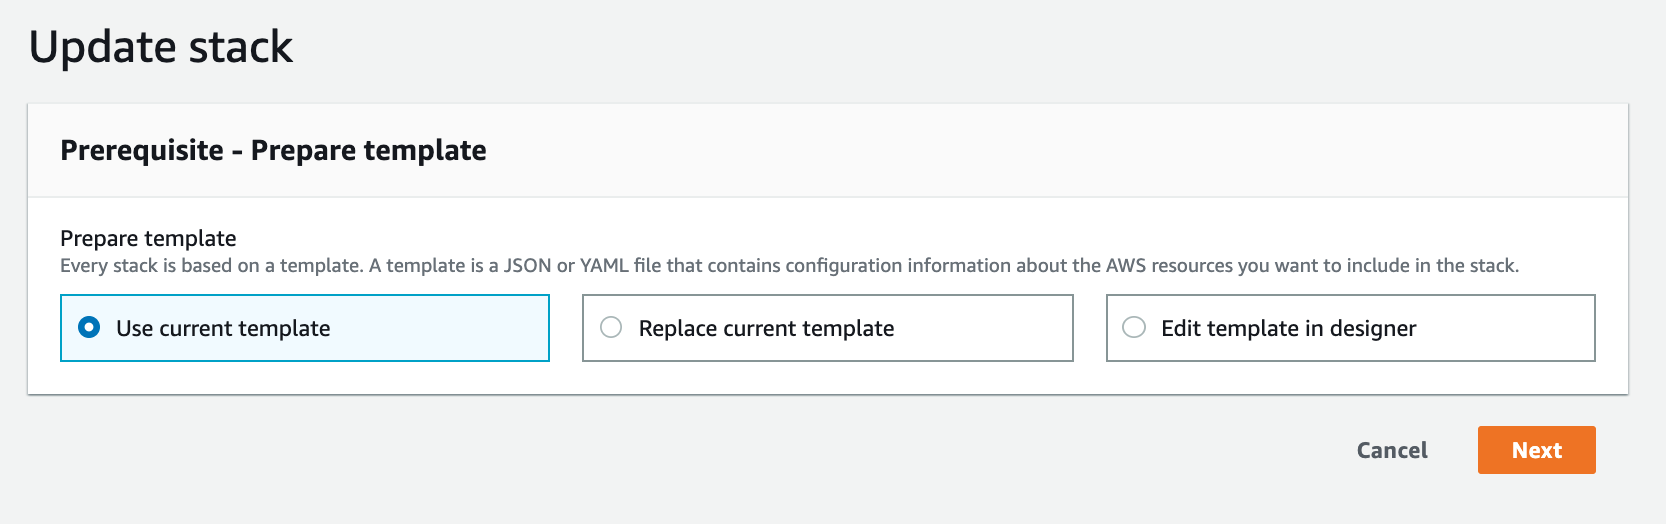 Update stack
Prerequisite - Prepare template
Prepare template
Every stack is based on a template. A template is a JSON or YAML file that contains configuration information about the AWS resources you want to include in the stack.
Use current template
Replace current template
Edit template in designer
Cancel
Next